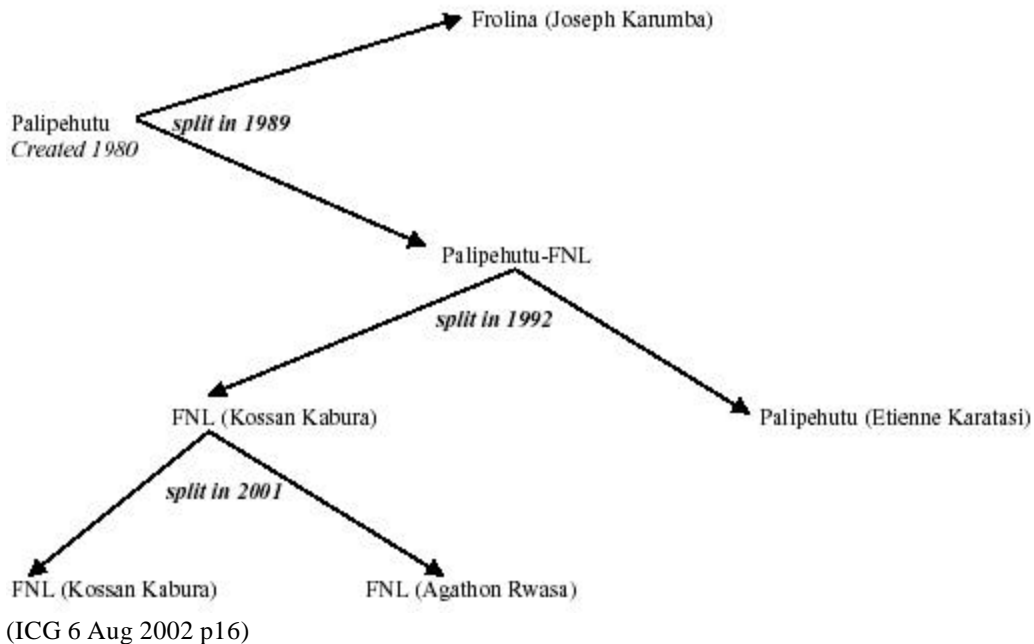 Frolina (Joseph Karumba)
Palipehutu
Created 1980
split in 1989
Palipehutu-FNL
split in 1992
FNL (Kossan Kabura)
Palipehutu (Etienne Karatasi)
split in 2001
FNL (Kossan Kabura)
FNL (Agathon Rwasa)
(ICG 6 Aug 2002 p16)